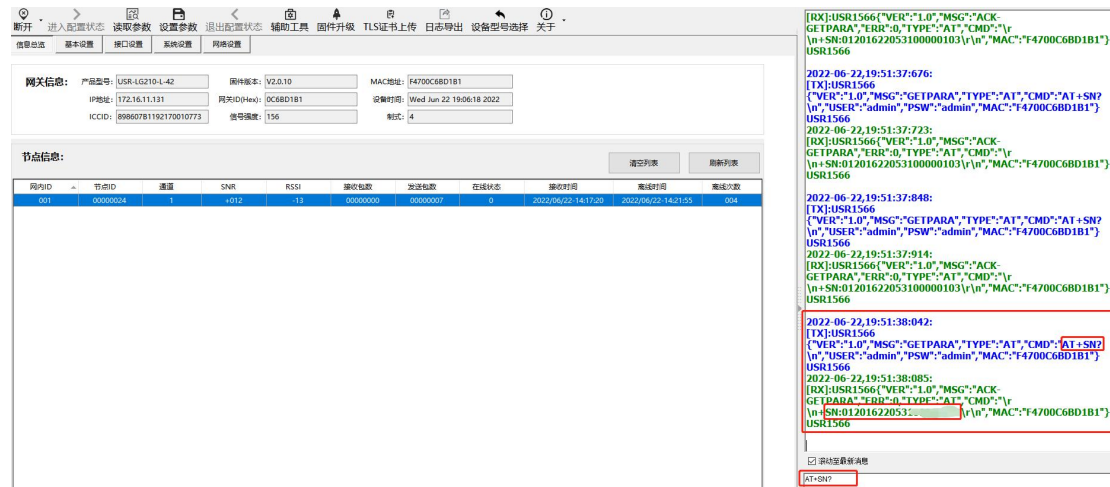 断开 进入配置状态 读取参数 设置参数 退出配置状态 辅助工具 固件升级 TLS证书上传 日志导出 设备型号选择 关于
信息总览 基本设置 接口设置 系统设置 网络设置
网关信息: 产品型号: USR-LG210-L-42 固件版本: V2.0.10 MAC地址: F4700C6BD1B1
IP地址: 172.16.11.131 网关ID(Hex): 0C6BD1B1 设备时间: Wed Jun 22 19:06:18 2022
ICCID: 898607B1192170010773 信号强度: 156 制式: 4
节点信息: 清空列表 刷新列表
网内ID 节点ID 通道 SNR RSSI 接收包数 发送包数 在线状态 接收时间 离线时间 离线次数
001 00000024 1 +012 -13 00000000 00000007 0 2022/06/22-14:17:20 2022/06/22-14:21:55 004
[RX]:USR1566{"VER":"1.0","MSG":"ACK-
GETPARA","ERR":0,"TYPE":"AT","CMD":"\r
\n+SN:01201622053100000103\r\n","MAC":"F4700C6BD1B1"}
USR1566
2022-06-22,19:51:37:676:
[TX]:USR1566
{"VER":"1.0","MSG":"GETPARA","TYPE":"AT","CMD":"AT+SN?
\n","USER":"admin","PSW":"admin","MAC":"F4700C6BD1B1"}
USR1566
2022-06-22,19:51:37:723:
[RX]:USR1566{"VER":"1.0","MSG":"ACK-
GETPARA","ERR":0,"TYPE":"AT","CMD":"\r
\n+SN:01201622053100000103\r\n","MAC":"F4700C6BD1B1"}
USR1566
2022-06-22,19:51:37:848:
[TX]:USR1566
{"VER":"1.0","MSG":"GETPARA","TYPE":"AT","CMD":"AT+SN?
\n","USER":"admin","PSW":"admin","MAC":"F4700C6BD1B1"}
USR1566
2022-06-22,19:51:37:914:
[RX]:USR1566{"VER":"1.0","MSG":"ACK-
GETPARA","ERR":0,"TYPE":"AT","CMD":"\r
\n+SN:01201622053100000103\r\n","MAC":"F4700C6BD1B1"}
USR1566
2022-06-22,19:51:38:042:
[TX]:USR1566
{"VER":"1.0","MSG":"GETPARA","TYPE":"AT","CMD":"AT+SN?
\n","USER":"admin","PSW":"admin","MAC":"F4700C6BD1B1"}
USR1566
2022-06-22,19:51:38:085:
[RX]:USR1566{"VER":"1.0","MSG":"ACK-
GETPARA","ERR":0,"TYPE":"AT","CMD":"\r
\n+SN:012016220531 \r\n","MAC":"F4700C6BD1B1"}
USR1566
滚动至最新消息
AT+SN?